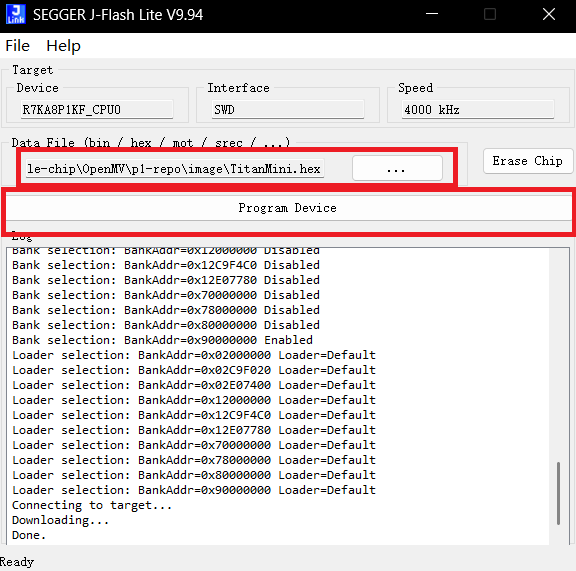 SEGGER J-Flash Lite V9.94
File Help
Target
Device
Interface
Speed
R7KA8P1KF_CPU0
SWD
4000 kHz
Data File (bin / hex / mot / srec / ...)
le-chip\OpenMV\p1-repo\image\TitanMini.hex
...
Erase Chip
Program Device
Log
Bank selection: BankAddr=0x12000000 Disabled
Bank selection: BankAddr=0x12C9F4C0 Disabled
Bank selection: BankAddr=0x12E07780 Disabled
Bank selection: BankAddr=0x70000000 Disabled
Bank selection: BankAddr=0x78000000 Disabled
Bank selection: BankAddr=0x80000000 Disabled
Bank selection: BankAddr=0x90000000 Enabled
Loader selection: BankAddr=0x02000000 Loader=Default
Loader selection: BankAddr=0x02C9F020 Loader=Default
Loader selection: BankAddr=0x02E07400 Loader=Default
Loader selection: BankAddr=0x12000000 Loader=Default
Loader selection: BankAddr=0x12C9F4C0 Loader=Default
Loader selection: BankAddr=0x12E07780 Loader=Default
Loader selection: BankAddr=0x70000000 Loader=Default
Loader selection: BankAddr=0x78000000 Loader=Default
Loader selection: BankAddr=0x80000000 Loader=Default
Loader selection: BankAddr=0x90000000 Loader=Default
Connecting to target...
Downloading...
Done.
Ready